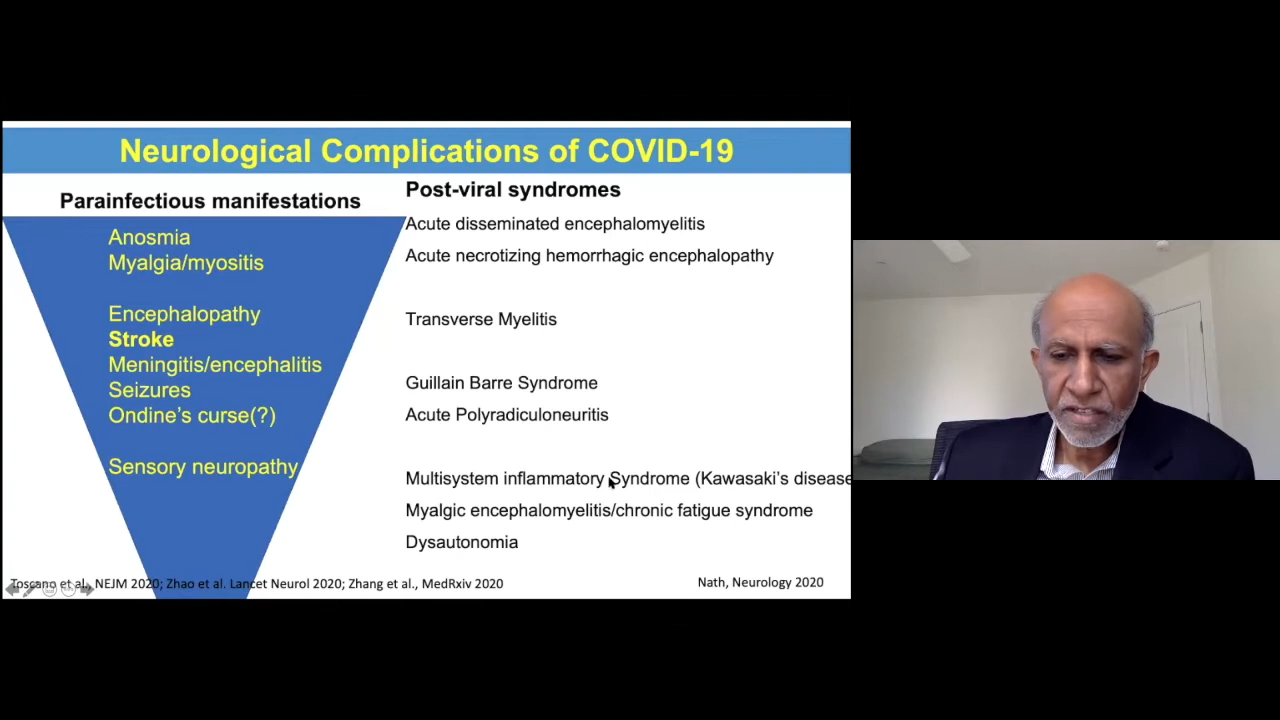 Neurological Complications of COVID-19
Parainfectious manifestations
Anosmia
Myalgia/myositis
Encephalopathy
Stroke
Meningitis/encephalitis
Seizures
Ondine's curse(?)
Sensory neuropathy
Post-viral syndromes
Acute disseminated encephalomyelitis
Acute necrotizing hemorrhagic encephalopathy
Transverse Myelitis
Guillain Barre Syndrome
Acute Polyradiculoneuritis
Multisystem inflammatory Syndrome (Kawasaki's disease
Myalgic encephalomyelitis/chronic fatigue syndrome
Dysautonomia
Toscano et al., NEJM 2020; Zhao et al. Lancet Neurol 2020; Zhang et al., MedRxiv 2020
Nath, Neurology 2020